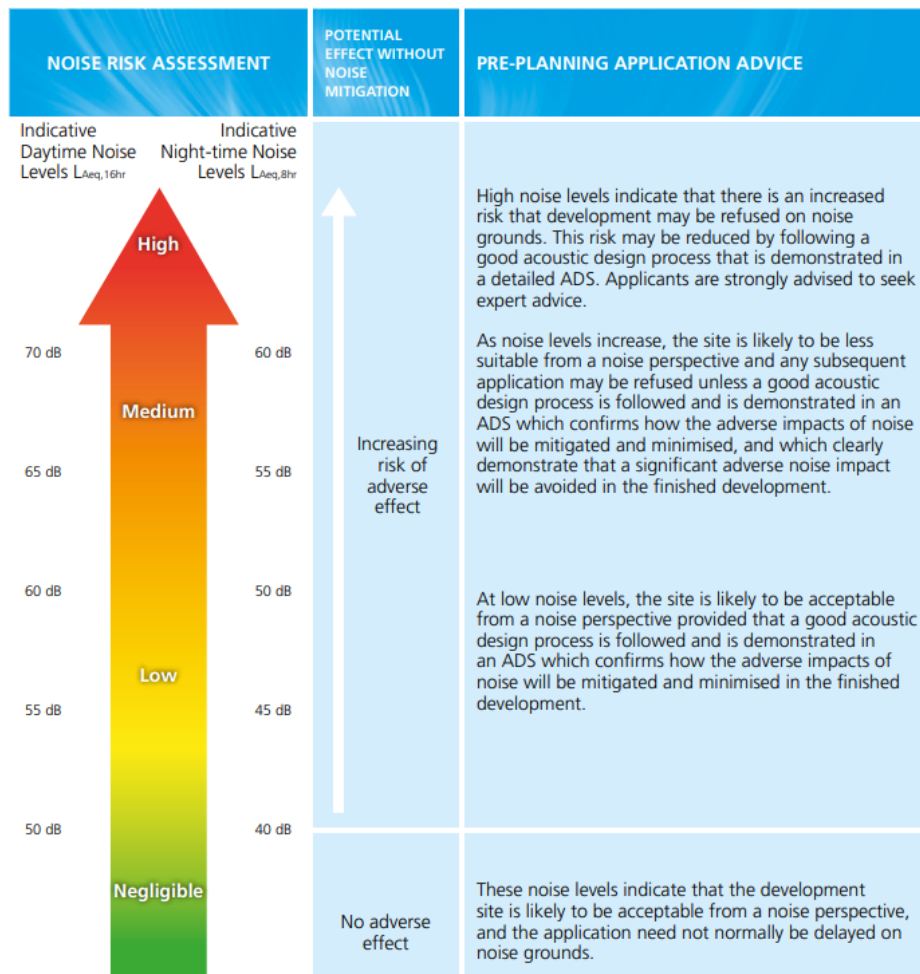 NOISE RISK ASSESSMENT
POTENTIAL
EFFECT WITHOUT
NOISE
MITIGATION
PRE-PLANNING APPLICATION ADVICE
Indicative
Daytime Noise
Levels LAeq,16hr
Indicative
Night-time Noise
Levels LAeq,8hr
High
70 dB
60 dB
Medium
65 dB
55 dB
60 dB
50 dB
Low
55 dB
45 dB
50 dB
40 dB
Negligible
Increasing
risk of
adverse
effect
No adverse
effect
High noise levels indicate that there is an increased
risk that development may be refused on noise
grounds. This risk may be reduced by following a
good acoustic design process that is demonstrated in
a detailed ADS. Applicants are strongly advised to seek
expert advice.
As noise levels increase, the site is likely to be less
suitable from a noise perspective and any subsequent
application may be refused unless a good acoustic
design process is followed and is demonstrated in an
ADS which confirms how the adverse impacts of noise
will be mitigated and minimised, and which clearly
demonstrate that a significant adverse noise impact
will be avoided in the finished development.
At low noise levels, the site is likely to be acceptable
from a noise perspective provided that a good acoustic
design process is followed and is demonstrated in
an ADS which confirms how the adverse impacts of
noise will be mitigated and minimised in the finished
development.
These noise levels indicate that the development
site is likely to be acceptable from a noise perspective,
and the application need not normally be delayed on
noise grounds.